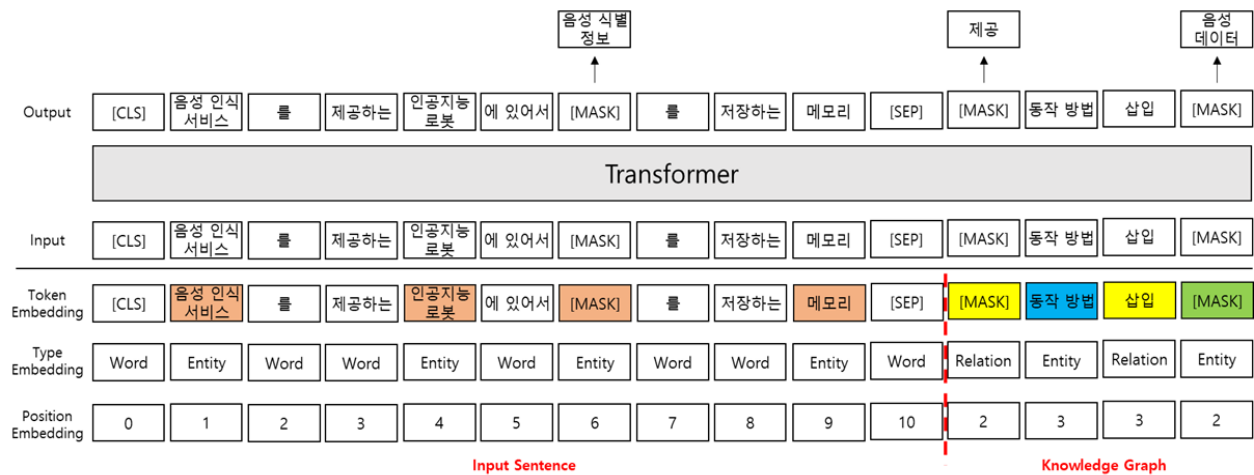 음성 식별
정보
제공
음성
데이터
Output
[CLS]
음성 인식
서비스
를
제공하는
인공지능
로봇
에 있어서
[MASK]
를
저장하는
메모리
[SEP]
[MASK]
동작 방법
삽입
[MASK]
Transformer
Input
[CLS]
음성 인식
서비스
를
제공하는
인공지능
로봇
에 있어서
[MASK]
를
저장하는
메모리
[SEP]
[MASK]
동작 방법
삽입
[MASK]
Token
Embedding
[CLS]
음성 인식
서비스
를
제공하는
인공지능
로봇
에 있어서
[MASK]
를
저장하는
메모리
[SEP]
[MASK]
동작 방법
삽입
[MASK]
Type
Embedding
Word
Entity
Word
Word
Entity
Word
Entity
Word
Word
Entity
Word
Relation
Entity
Relation
Entity
Position
Embedding
0
1
2
3
4
5
6
7
8
9
10
2
3
3
2
Input Sentence
Knowledge Graph